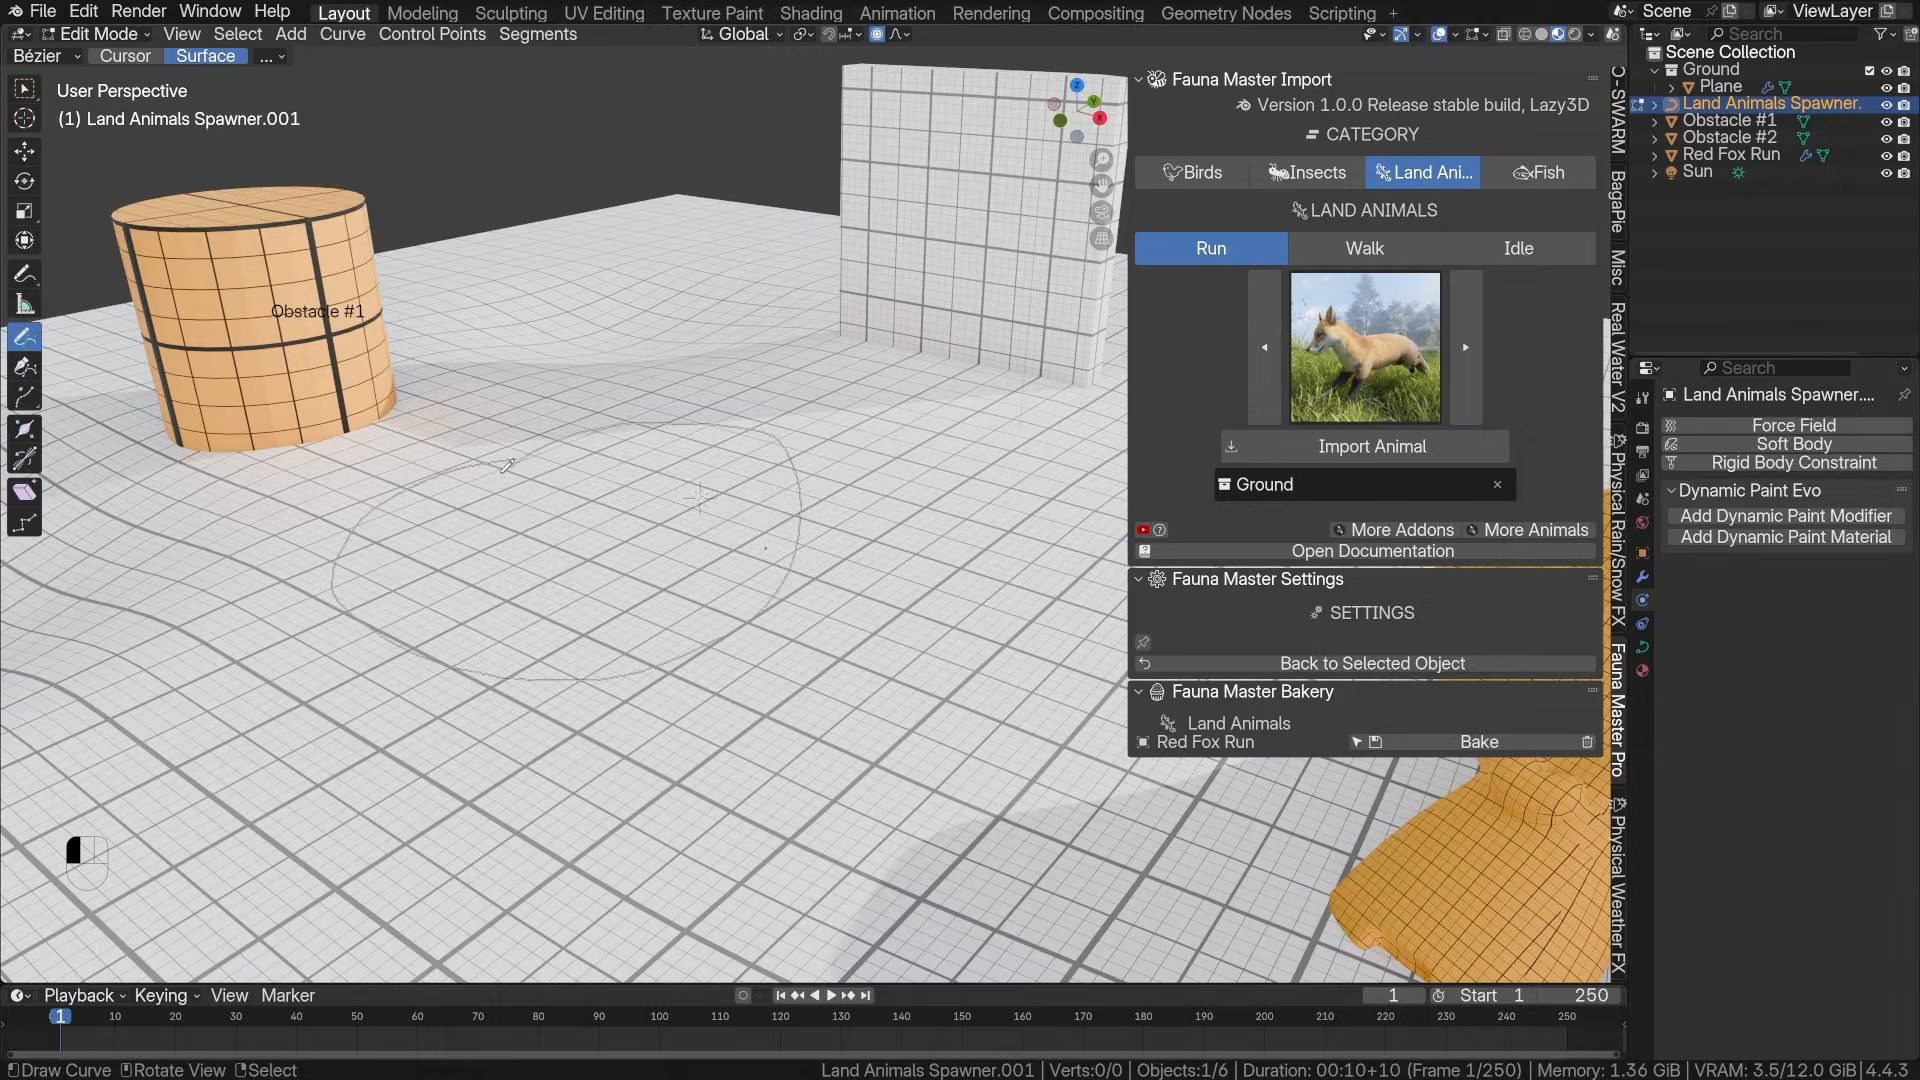 File Edit Render Window Help Layout Modeling Sculpting UV Editing Texture Paint Shading Animation Rendering Compositing Geometry Nodes Scripting + Scene ViewLayer
Edit Mode View Select Add Curve Control Points Segments Global Search
Bézier Cursor Surface ... Scene Collection
Ground
Plane
Land Animals Spawner.
Obstacle #1
Obstacle #2
Red Fox Run
Sun
User Perspective
(1) Land Animals Spawner.001
Obstacle #1
Fauna Master Import
Version 1.0.0 Release stable build, Lazy3D
CATEGORY
Birds Insects Land Ani... Fish
LAND ANIMALS
Run Walk Idle
Import Animal
Ground
More Addons More Animals
Open Documentation
Fauna Master Settings
SETTINGS
Back to Selected Object
Fauna Master Bakery
Land Animals
Red Fox Run Bake
O - SWARM
BagaPie
Misc
Real Water V2
Physical Rain/Snow FX
Fauna Master Pro
Physical Weather FX
Search
Land Animals Spawner....
Force Field
Soft Body
Rigid Body Constraint
Dynamic Paint Evo
Add Dynamic Paint Modifier
Add Dynamic Paint Material
Playback Keying View Marker 1 Start 1 250
1 10 20 30 40 50 60 70 80 90 100 110 120 130 140 150 160 170 180 190 200 210 220 230 240 250
Draw Curve Rotate View Select Land Animals Spawner.001 | Verts:0/0 | Objects:1/6 | Duration: 00:10+10 (Frame 1/250) | Memory: 1.36 GiB | VRAM: 3.5/12.0 GiB | 4.4.3